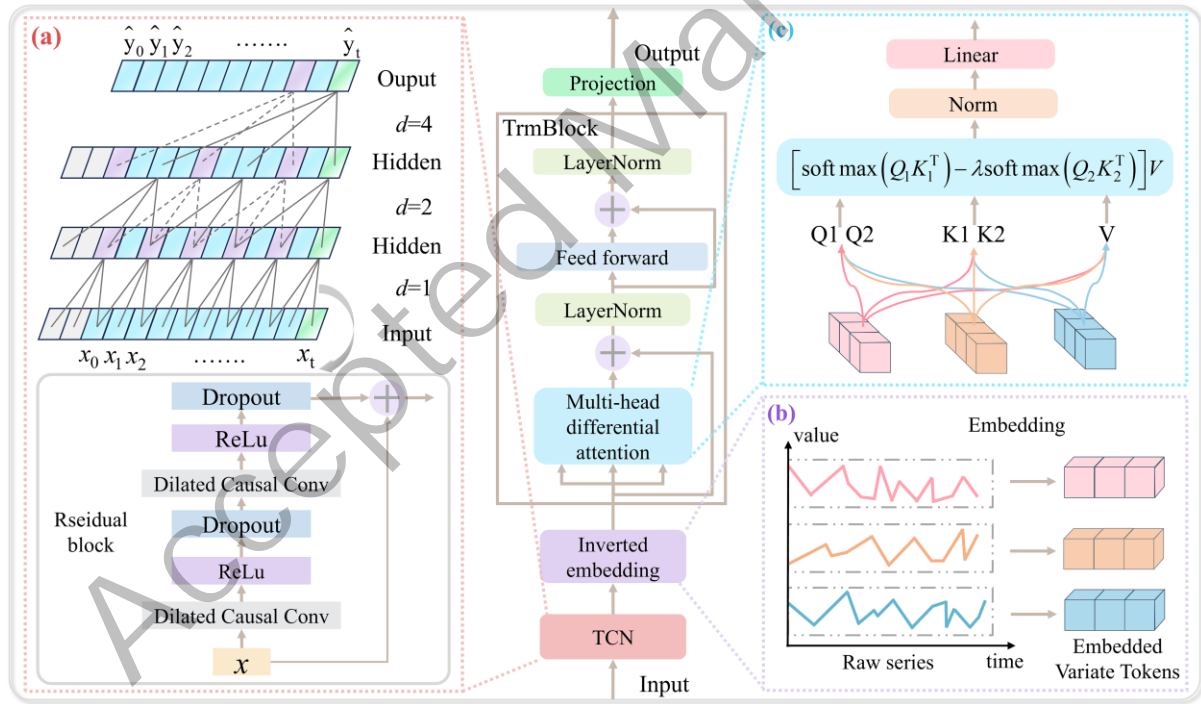 (a)
ŷ₀ ŷ₁ ŷ₂ ....... ŷₜ
Ouput
d=4
Hidden
d=2
Hidden
d=1
Input
x₀ x₁ x₂ ....... xₜ
Dropout
ReLu
Dilated Causal Conv
Rseidual
block
Dropout
ReLu
Dilated Causal Conv
x
Output
Projection
TrmBlock
LayerNorm
Feed forward
LayerNorm
Multi-head
differential
attention
Inverted
embedding
TCN
Input
(c)
Linear
Norm
[soft max(Q₁K₁ᵀ) − λsoft max(Q₂K₂ᵀ)]V
Q1 Q2 K1 K2 V
(b)
value Embedding
Raw series time
Embedded
Variate Tokens
Accepted Ma